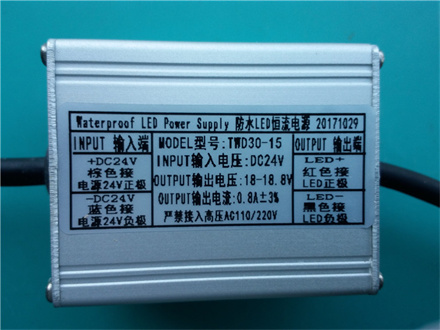 Waterproof LED Power Supply 防水LED恒流电源 20171029
INPUT 输入端
+DC24V
棕色接
电源24V正极
-DC24V
蓝色接
电源24V负极
MODEL型号:TWD30-15
INPUT输入电压:DC24V
OUTPUT输出电压:18-18.8V
OUTPUT输出电流:0.8A±3%
严禁接入高压AC110/220V
OUTPUT 输出端
LED+
红色接
LED正极
LED-
黑色接
LED负极